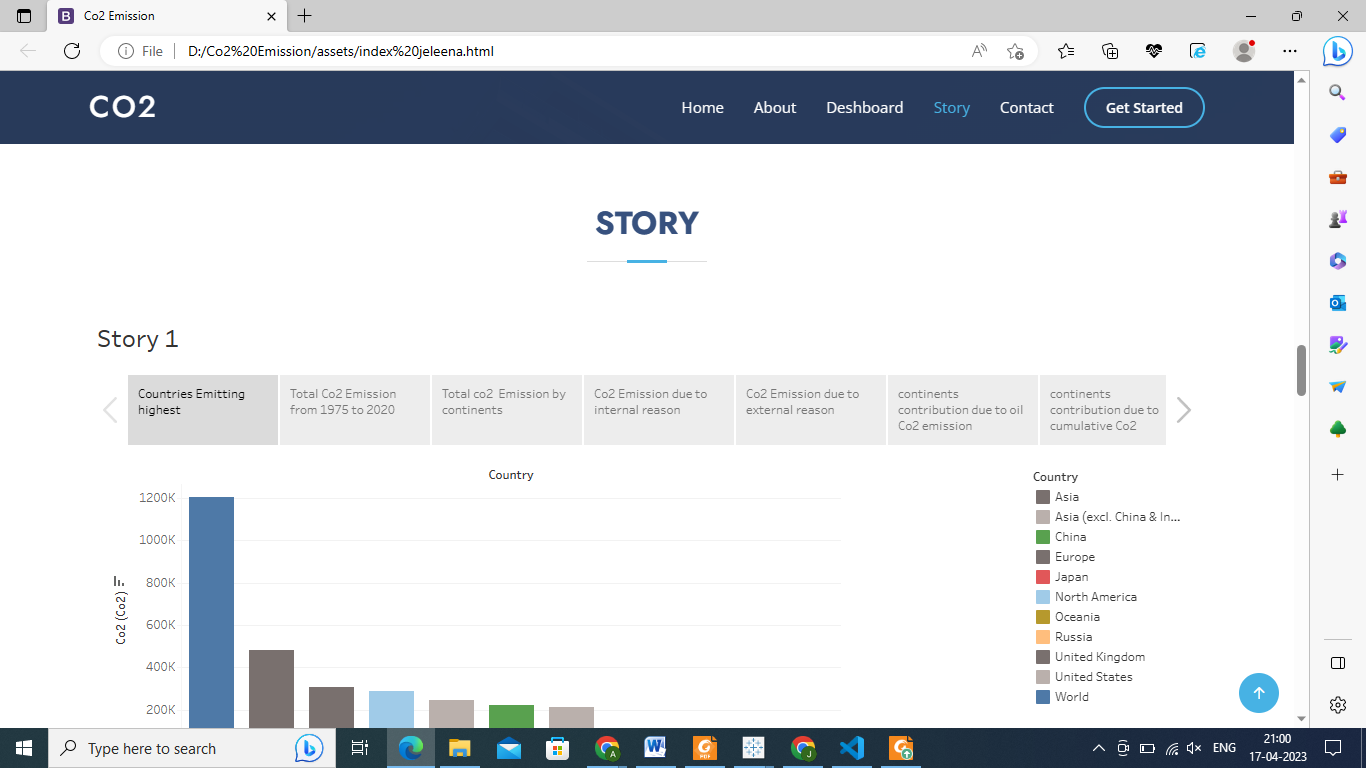 Co2 Emission
File
D:/Co2%20Emission/assets/index%20jeleena.html
CO2
Home
About
Deshboard
Story
Contact
Get Started
STORY
Story 1
Countries Emitting
highest
Total Co2 Emission
from 1975 to 2020
Total co2 Emission by
continents
Co2 Emission due to
internal reason
Co2 Emission due to
external reason
continents
contribution due to oil
Co2 emission
continents
contribution due to
cumulative Co2
Country
1200K
1000K
800K
600K
400K
200K
Co2 (Co2)
Country
Asia
Asia (excl. China & In...
China
Europe
Japan
North America
Oceania
Russia
United Kingdom
United States
World
Type here to search
ENG
21:00
17-04-2023